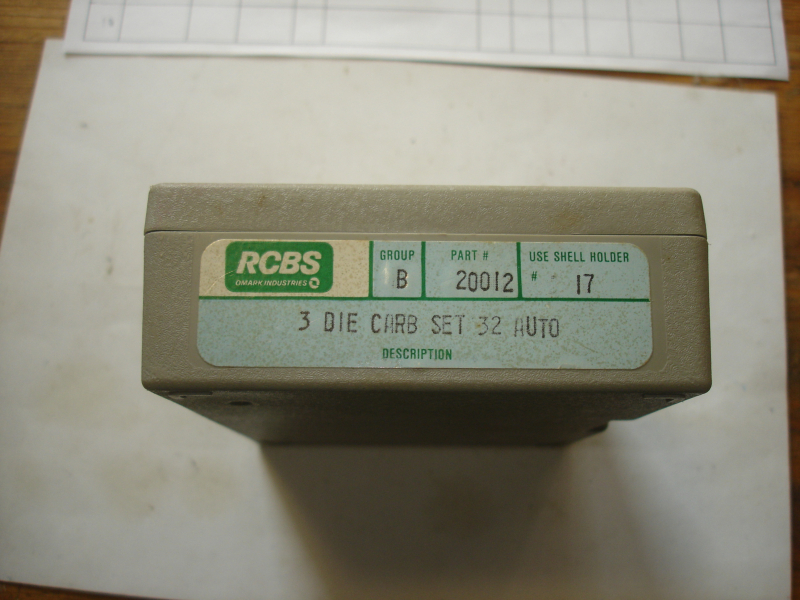 RCBS
OMARK INDUSTRIES
GROUP
B
PART #
20012
USE SHELL HOLDER
# 17
3 DIE CARB SET 32 AUTO
DESCRIPTION